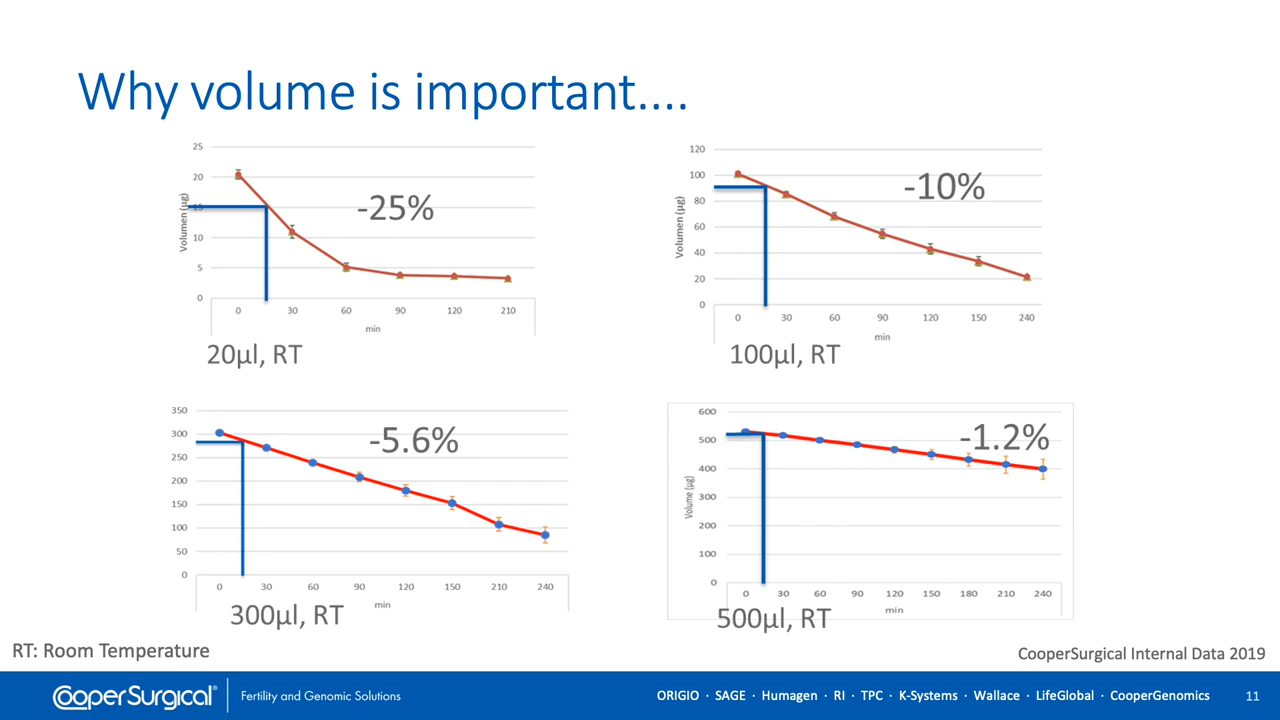 Why volume is important....
25
20
15
10
5
0
Volumen (µg)
-25%
0 30 60 90 120 210
min
20µl, RT
120
100
80
60
40
20
0
Volumen (µg)
-10%
0 30 60 90 120 150 240
min
100µl, RT
350
300
250
200
150
100
50
0
-5.6%
0 30 60 90 120 150 210 240
min
300µl, RT
600
500
400
300
200
100
0
Volume (µg)
-1.2%
0 30 60 90 120 150 180 210 240
min
500µl, RT
RT: Room Temperature
CooperSurgical Internal Data 2019
CooperSurgical® Fertility and Genomic Solutions
ORIGIO · SAGE · Humagen · RI · TPC · K-Systems · Wallace · LifeGlobal · CooperGenomics 11